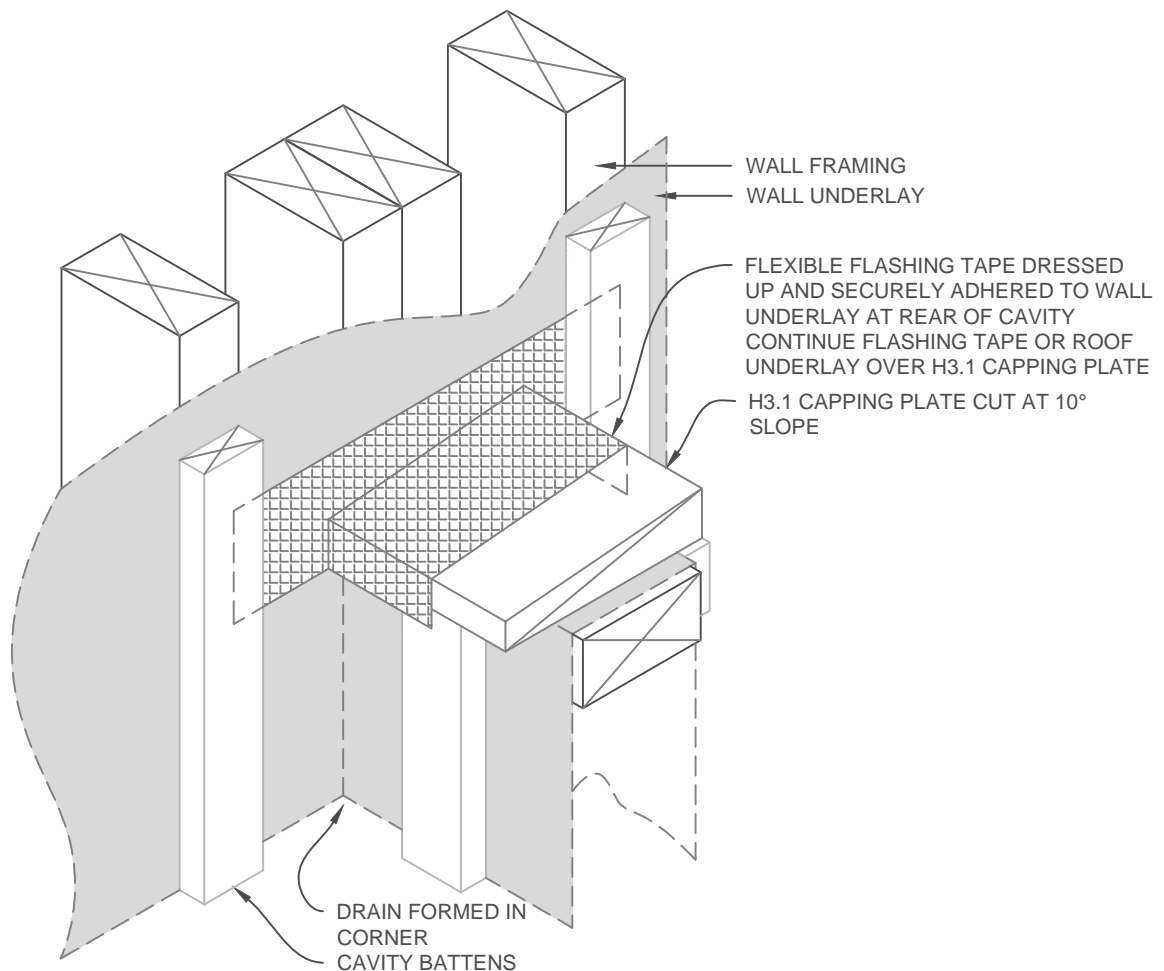 WALL FRAMING
WALL UNDERLAY
FLEXIBLE FLASHING TAPE DRESSED
UP AND SECURELY ADHERED TO WALL
UNDERLAY AT REAR OF CAVITY
CONTINUE FLASHING TAPE OR ROOF
UNDERLAY OVER H3.1 CAPPING PLATE
H3.1 CAPPING PLATE CUT AT 10°
SLOPE
DRAIN FORMED IN
CORNER
CAVITY BATTENS